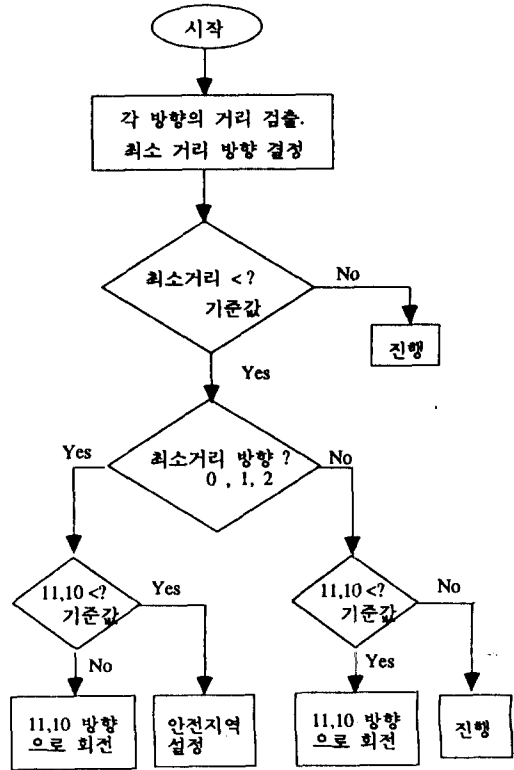 시작
각 방향의 거리 검출.
최소 거리 방향 결정
최소거리 <?
기준값
No
진행
Yes
최소거리 방향 ?
0 , 1, 2
Yes
No
11,10 <?
기준값
Yes
No
11,10 방향
으로 회전
안전지역
설정
11,10 <?
기준값
No
Yes
11,10 방향
으로 회전
진행